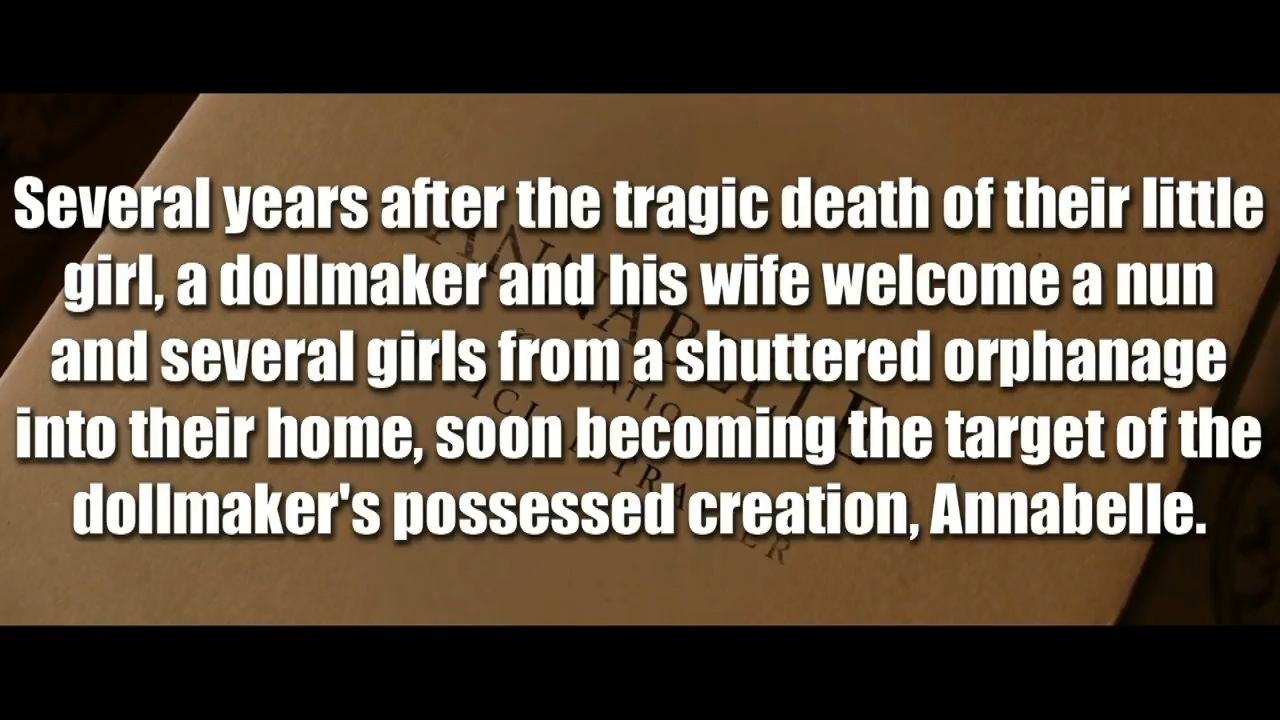 Several years after the tragic death of their little
girl, a dollmaker and his wife welcome a nun
and several girls from a shuttered orphanage
into their home, soon becoming the target of the
dollmaker's possessed creation, Annabelle.
ANNABELLE